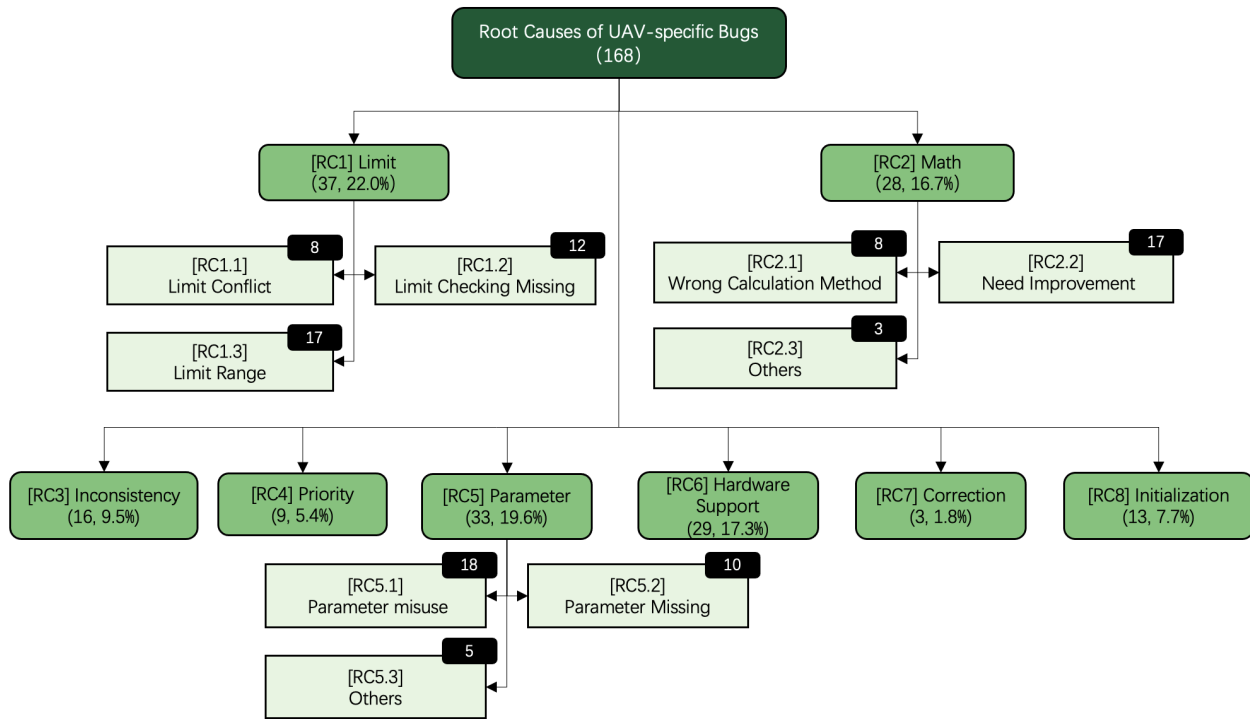 Root Causes of UAV-specific Bugs
(168)
[RC1] Limit
(37, 22.0%)
[RC2] Math
(28, 16.7%)
8
[RC1.1]
Limit Conflict
12
[RC1.2]
Limit Checking Missing
17
[RC1.3]
Limit Range
8
[RC2.1]
Wrong Calculation Method
17
[RC2.2]
Need Improvement
3
[RC2.3]
Others
[RC3] Inconsistency
(16, 9.5%)
[RC4] Priority
(9, 5.4%)
[RC5] Parameter
(33, 19.6%)
[RC6] Hardware
Support
(29, 17.3%)
[RC7] Correction
(3, 1.8%)
[RC8] Initialization
(13, 7.7%)
18
[RC5.1]
Parameter misuse
10
[RC5.2]
Parameter Missing
5
[RC5.3]
Others